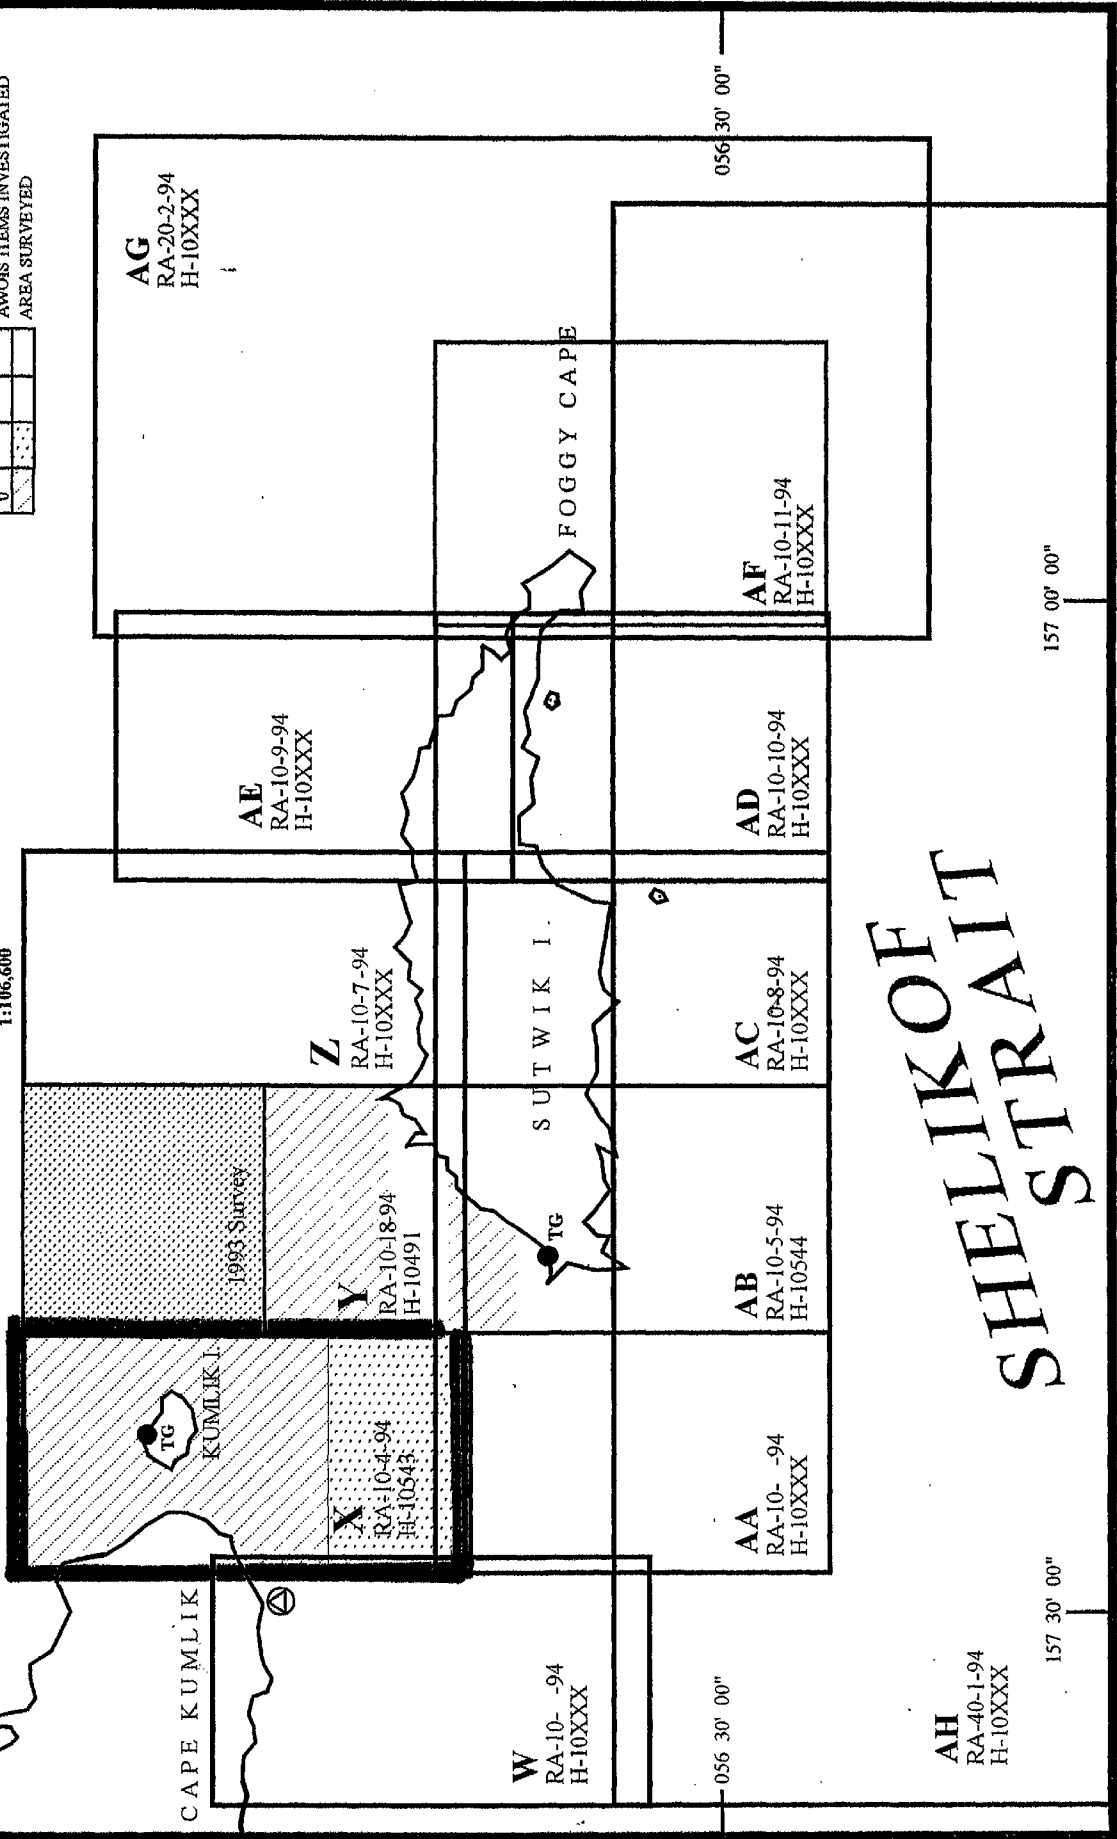 AWOIS ITEMS INVESTIGATED
AREA SURVEYED
0
1:106,600
AG
RA-20-2-94
H-10XXX
056 30' 00"
FOGGY CAPE
AF
RA-10-11-94
H-10XXX
157 00' 00"
AE
RA-10-9-94
H-10XXX
AD
RA-10-10-94
H-10XXX
Z
RA-10-7-94
H-10XXX
SUTWIK I.
AC
RA-10-8-94
H-10XXX
1993 Survey
Y
RA-10-18-94
H-10491
TG
AB
RA-10-5-94
H-10544
SHELIKOF
STRAIT
TG
KUMLIK I.
X
RA-10-4-94
H-10543
AA
RA-10- -94
H-10XXX
CAPE KUMLIK
W
RA-10- -94
H-10XXX
056 30' 00"
157 30' 00"
AH
RA-40-1-94
H-10XXX